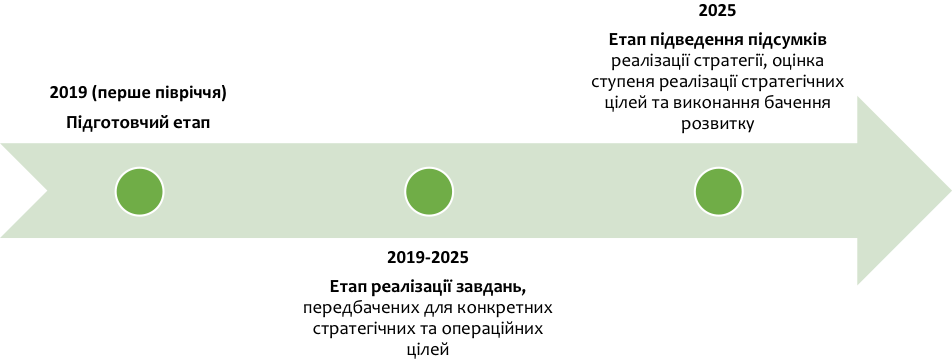 2019 (перше півріччя)
Підготовчий етап
2019-2025
Етап реалізації завдань,
передбачених для конкретних
стратегічних та операційних
цілей
2025
Етап підведення підсумків
реалізації стратегії, оцінка
ступеня реалізації стратегічних
цілей та виконання бачення
розвитку